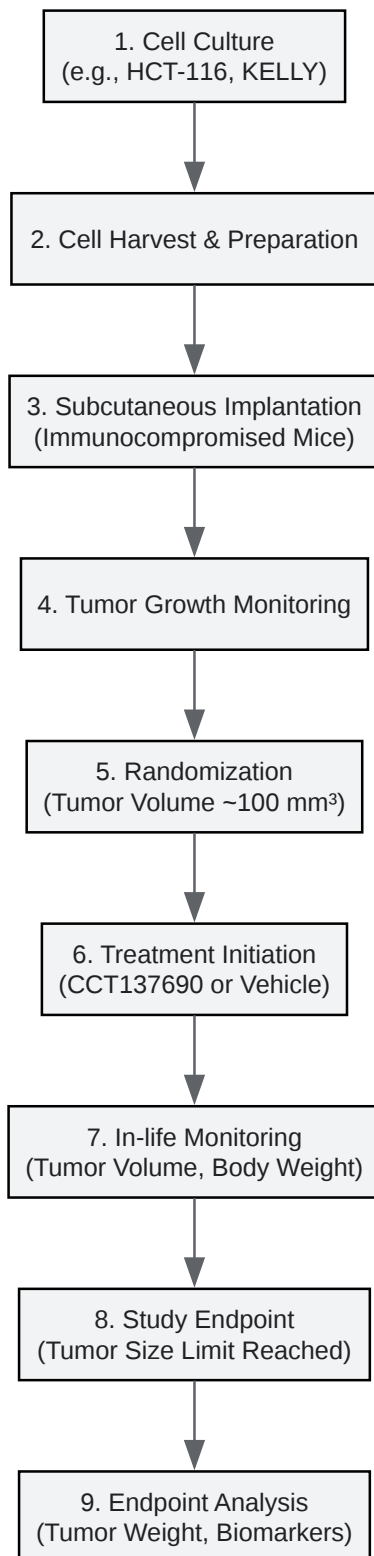 1. Cell Culture
(e.g., HCT-116, KELLY)
2. Cell Harvest & Preparation
3. Subcutaneous Implantation
(Immunocompromised Mice)
4. Tumor Growth Monitoring
5. Randomization
(Tumor Volume ~100 mm³)
6. Treatment Initiation
(CCT137690 or Vehicle)
7. In-life Monitoring
(Tumor Volume, Body Weight)
8. Study Endpoint
(Tumor Size Limit Reached)
9. Endpoint Analysis
(Tumor Weight, Biomarkers)